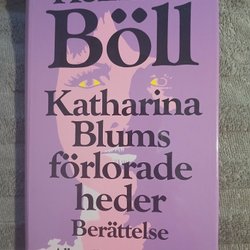 Böll
Katharina
Blums
förlorade
heder
Berättelse